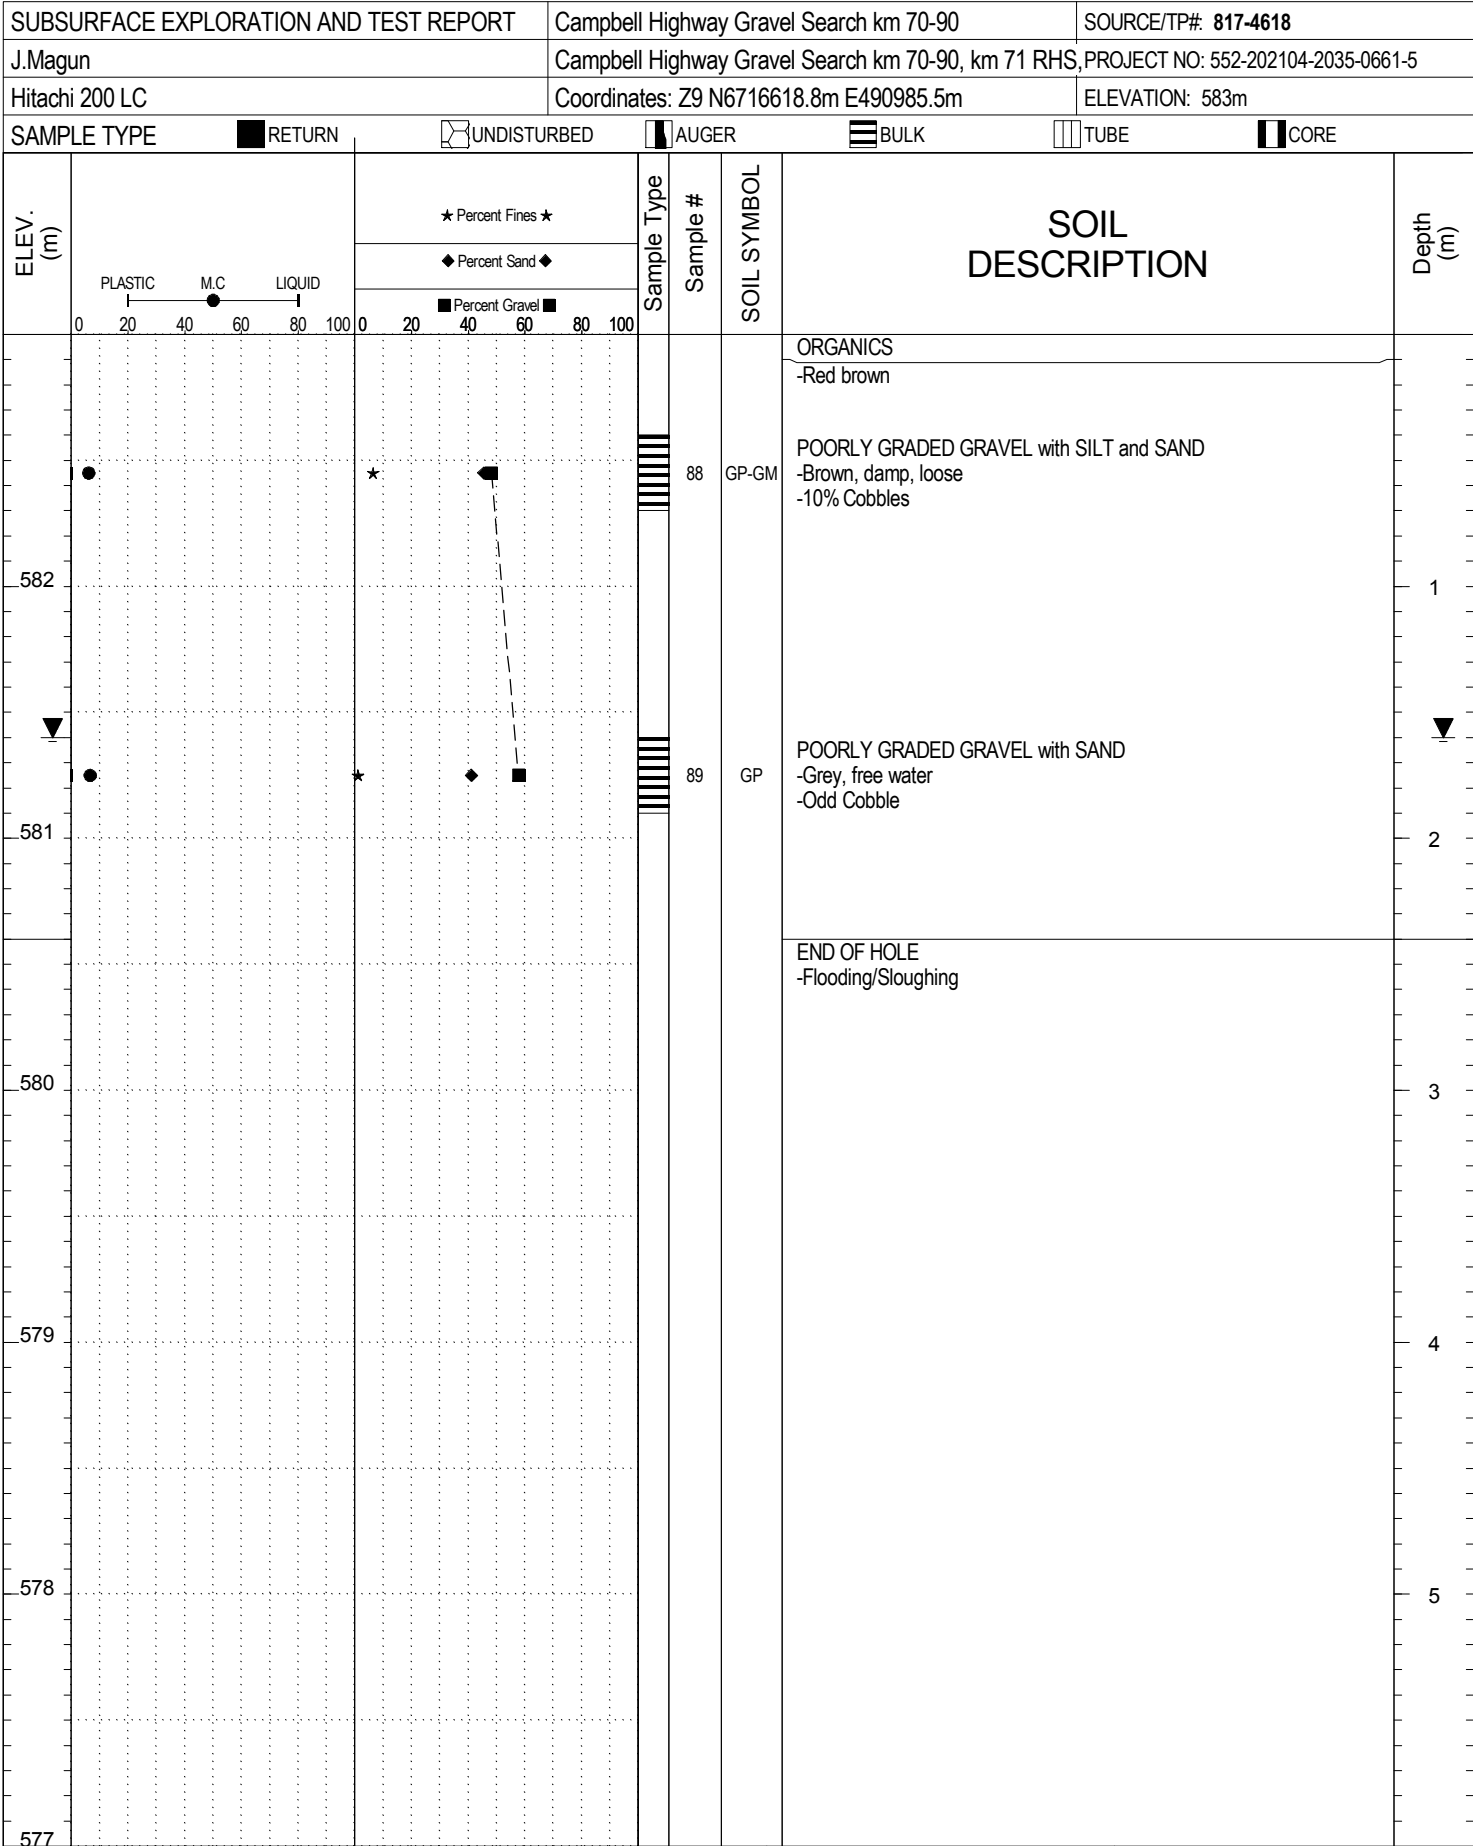 SUBSURFACE EXPLORATION AND TEST REPORT Campbell Highway Gravel Search km 70-90 SOURCE/TP#: 817-4618
J.Magun Campbell Highway Gravel Search km 70-90, km 71 RHS, PROJECT NO: 552-202104-2035-0661-5
Hitachi 200 LC Coordinates: Z9 N6716618.8m E490985.5m ELEVATION: 583m
SAMPLE TYPE RETURN UNDISTURBED AUGER BULK TUBE CORE
ELEV. (m)
PLASTIC M.C LIQUID
0 20 40 60 80 100
★ Percent Fines ★
◆ Percent Sand ◆
■ Percent Gravel ■
0 20 40 60 80 100
Sample Type
Sample #
SOIL SYMBOL
SOIL
DESCRIPTION
Depth (m)
ORGANICS
-Red brown
POORLY GRADED GRAVEL with SILT and SAND
88 GP-GM -Brown, damp, loose
-10% Cobbles
582 1
POORLY GRADED GRAVEL with SAND
89 GP -Grey, free water
-Odd Cobble
581 2
END OF HOLE
-Flooding/Sloughing
580 3
579 4
578 5
577